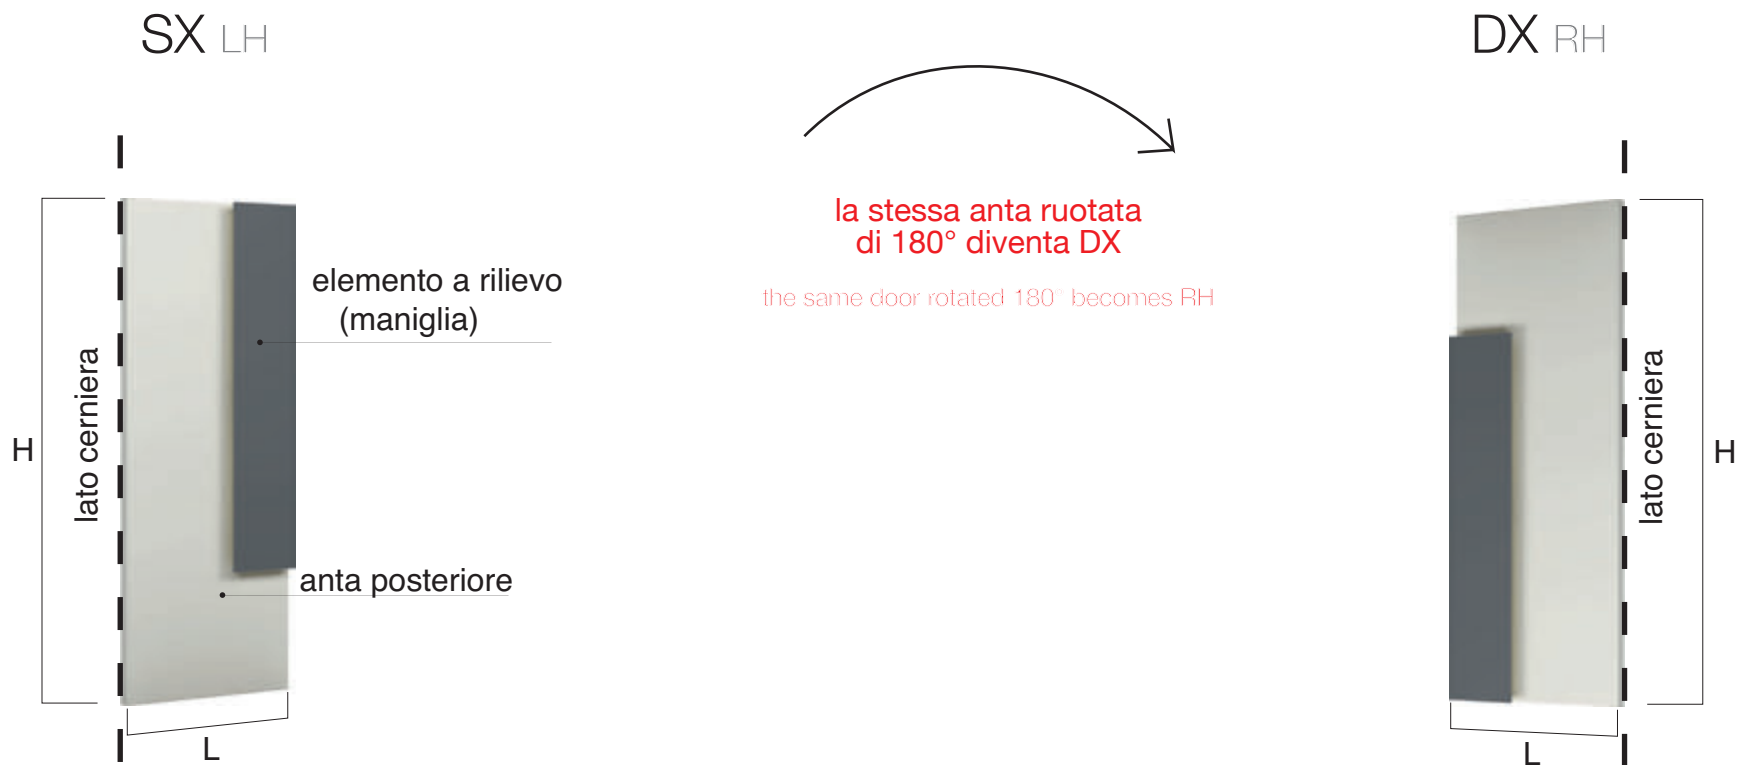 SX LH
DX RH
la stessa anta ruotata
di 180° diventa DX
the same door rotated 180° becomes RH
elemento a rilievo
(maniglia)
lato cerniera
H
anta posteriore
L
lato cerniera
H
L